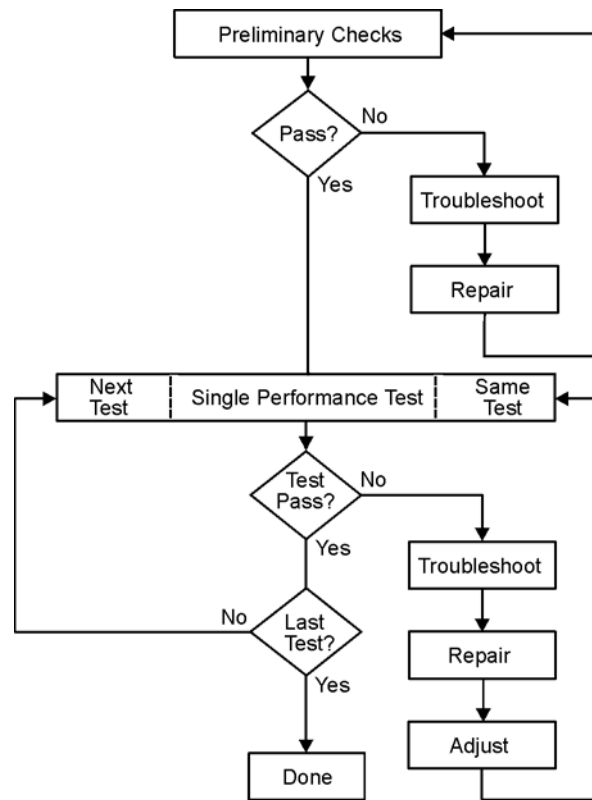 Preliminary Checks
Pass?
No
Yes
Troubleshoot
Repair
Next
Test
Single Performance Test
Same
Test
Test
Pass?
No
Yes
Troubleshoot
No
Last
Test?
Repair
Yes
Adjust
Done